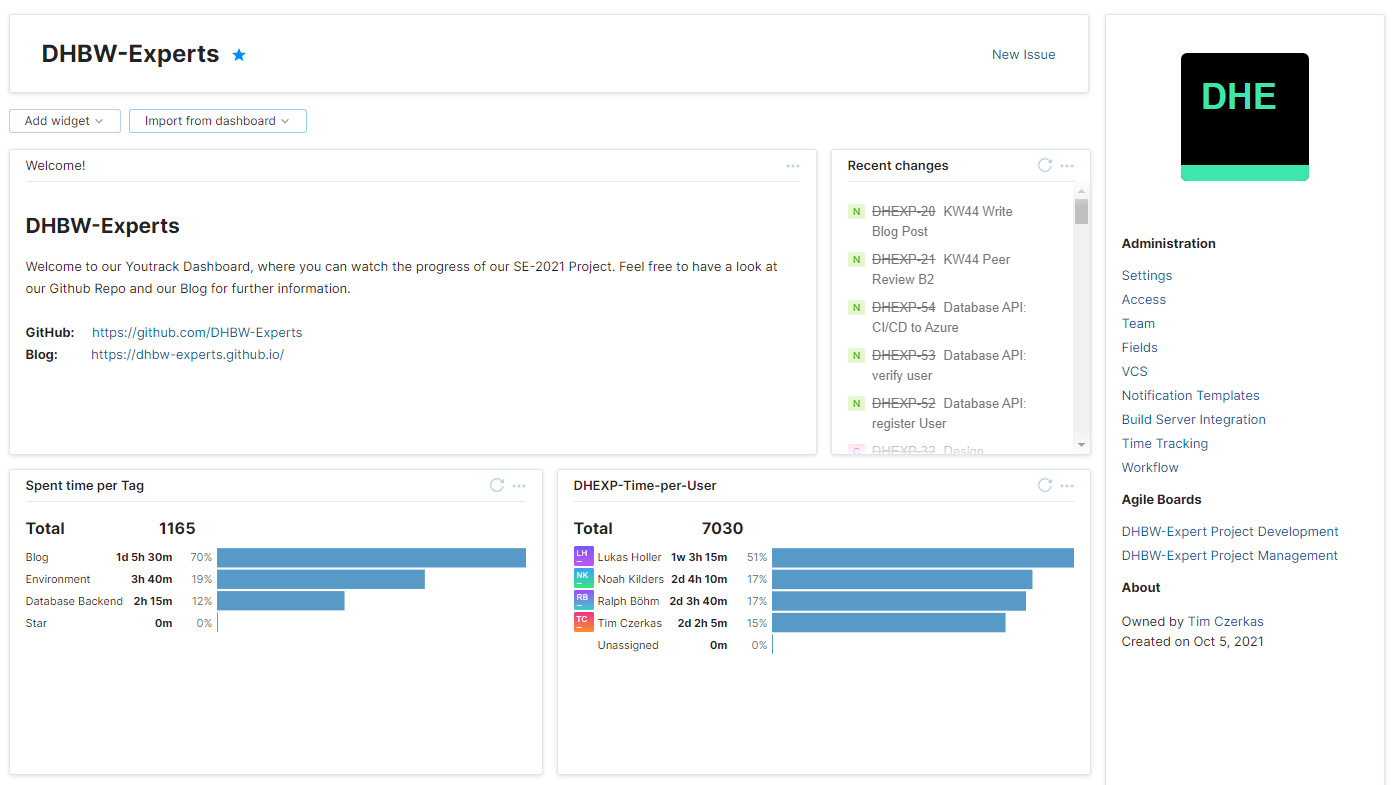 DHBW-Experts
New Issue
Add widget
Import from dashboard
Welcome!
DHBW-Experts
Welcome to our Youtrack Dashboard, where you can watch the progress of our SE-2021 Project. Feel free to have a look at
our Github Repo and our Blog for further information.
GitHub: https://github.com/DHBW-Experts
Blog: https://dhbw-experts.github.io/
Recent changes
N DHEXP-20 KW44 Write
Blog Post
N DHEXP-21 KW44 Peer
Review B2
N DHEXP-54 Database API:
CI/CD to Azure
N DHEXP-53 Database API:
verify user
N DHEXP-52 Database API:
register User
C DHEXP-32 Design
Spent time per Tag
Total 1165
Blog 1d 5h 30m 70%
Environment 3h 40m 19%
Database Backend 2h 15m 12%
Star 0m 0%
DHEXP-Time-per-User
Total 7030
LH Lukas Holler 1w 3h 15m 51%
NK Noah Kilders 2d 4h 10m 17%
RB Ralph Böhm 2d 3h 40m 17%
TC Tim Czerkas 2d 2h 5m 15%
Unassigned 0m 0%
DHE
Administration
Settings
Access
Team
Fields
VCS
Notification Templates
Build Server Integration
Time Tracking
Workflow
Agile Boards
DHBW-Expert Project Development
DHBW-Expert Project Management
About
Owned by Tim Czerkas
Created on Oct 5, 2021